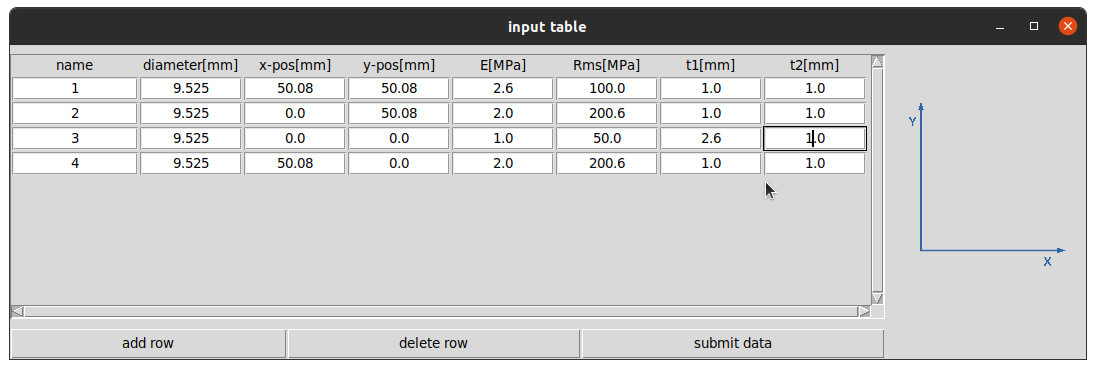 input table
name diameter[mm] x-pos[mm] y-pos[mm] E[MPa] Rms[MPa] t1[mm] t2[mm]
1 9.525 50.08 50.08 2.6 100.0 1.0 1.0
2 9.525 0.0 50.08 2.0 200.6 1.0 1.0
3 9.525 0.0 0.0 1.0 50.0 2.6 1.0
4 9.525 50.08 0.0 2.0 200.6 1.0 1.0
Y
X
add row delete row submit data